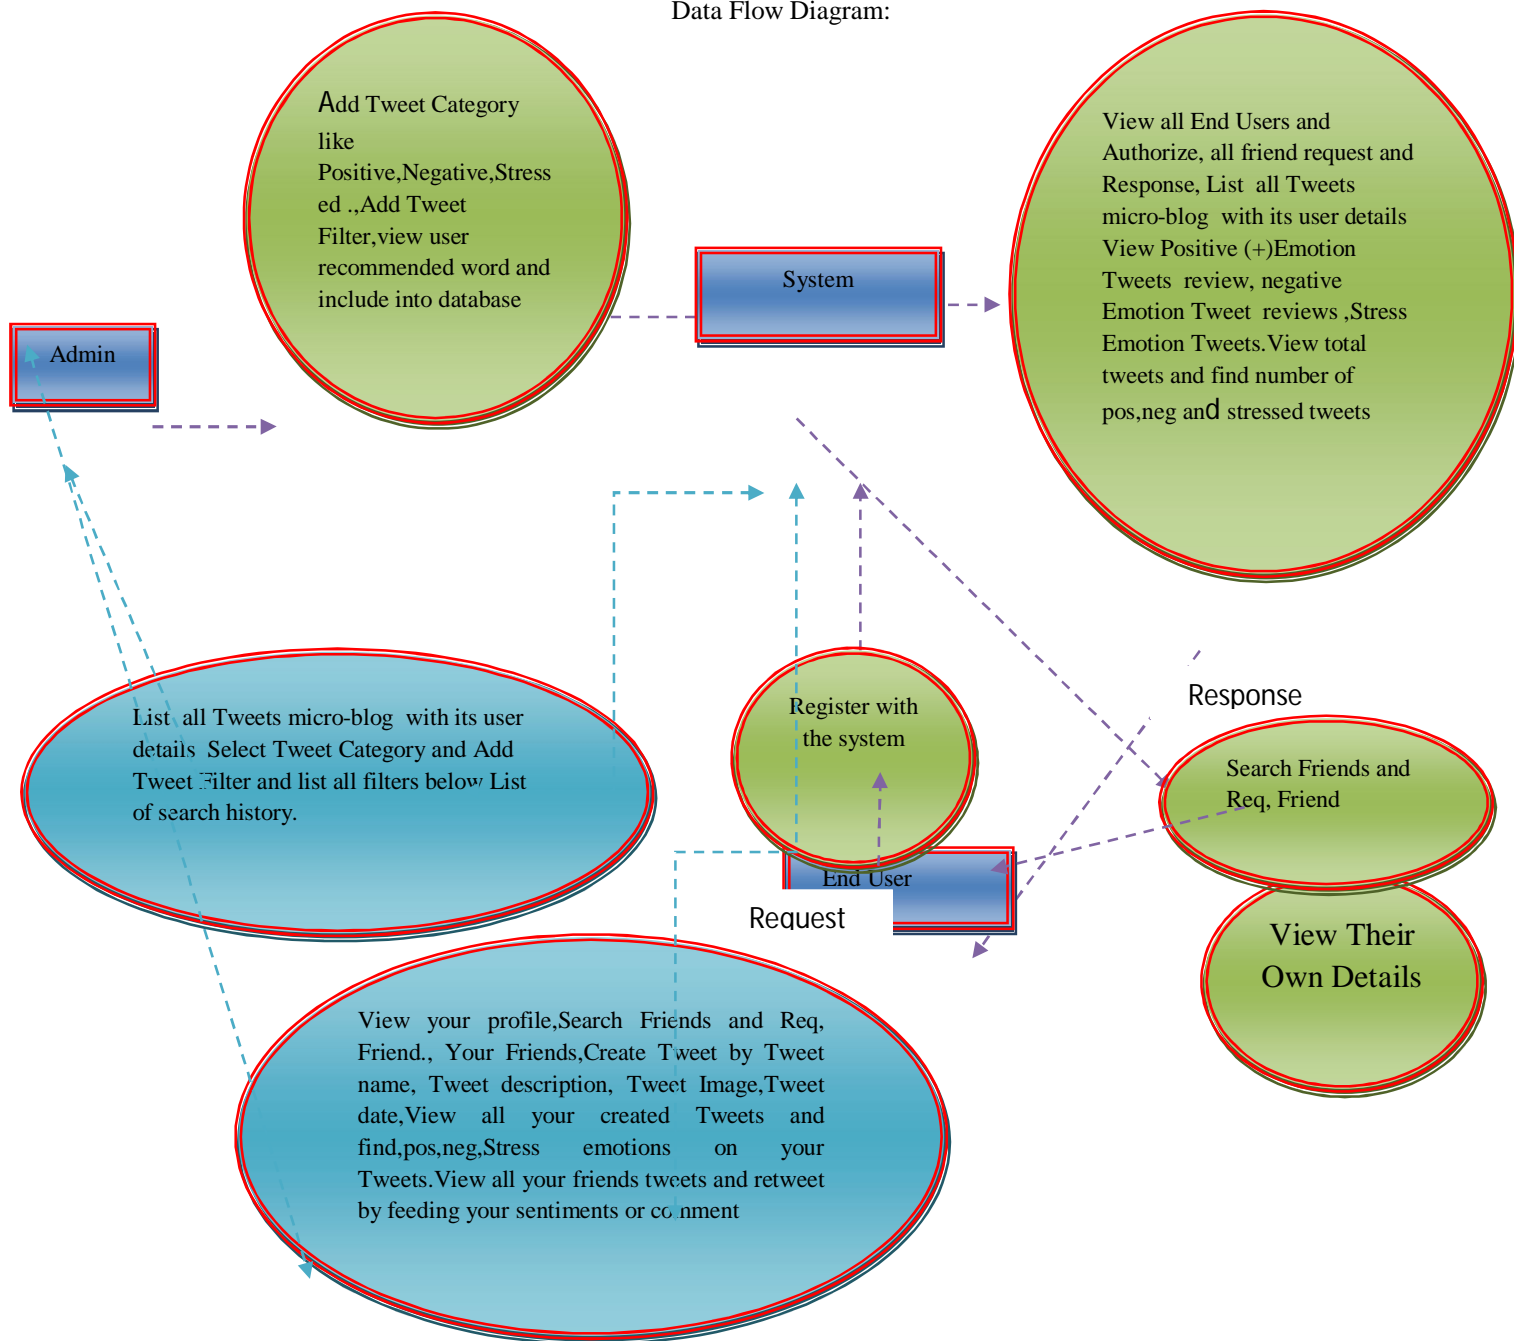 Data Flow Diagram:
Add Tweet Category
like
Positive,Negative,Stress
ed .,Add Tweet
Filter,view user
recommended word and
include into database
View all End Users and
Authorize, all friend request and
Response, List all Tweets
micro-blog with its user details
View Positive (+)Emotion
Tweets review, negative
Emotion Tweet reviews ,Stress
Emotion Tweets.View total
tweets and find number of
pos,neg and stressed tweets
System
Admin
List all Tweets micro-blog with its user
details Select Tweet Category and Add
Tweet Filter and list all filters below List
of search history.
Register with
the system
Response
Search Friends and
Req, Friend
End User
Request
View Their
Own Details
View your profile,Search Friends and Req,
Friend., Your Friends,Create Tweet by Tweet
name, Tweet description, Tweet Image,Tweet
date,View all your created Tweets and
find,pos,neg,Stress emotions on your
Tweets.View all your friends tweets and retweet
by feeding your sentiments or comment